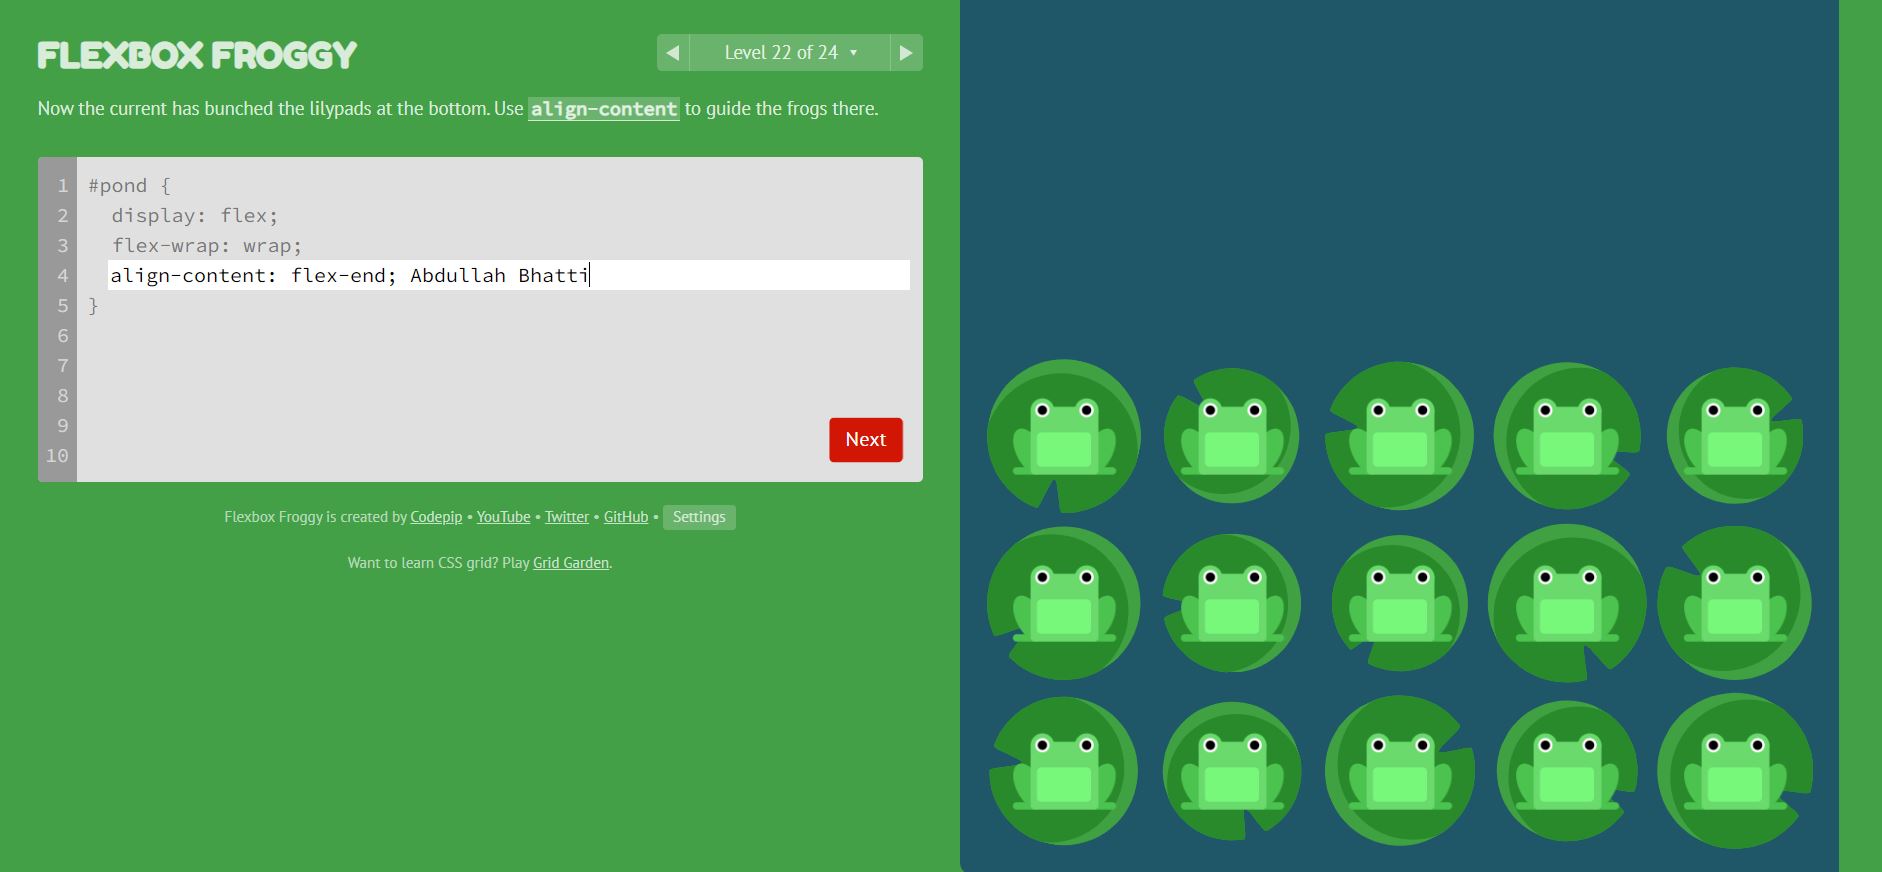 FLEXBOX FROGGY
◀ Level 22 of 24 ▾ ▶
Now the current has bunched the lilypads at the bottom. Use align-content to guide the frogs there.
1 #pond {
2 display: flex;
3 flex-wrap: wrap;
4 align-content: flex-end; Abdullah Bhatti
5 }
6
7
8
9
10
Next
Flexbox Froggy is created by Codepip • YouTube • Twitter • GitHub • Settings
Want to learn CSS grid? Play Grid Garden.